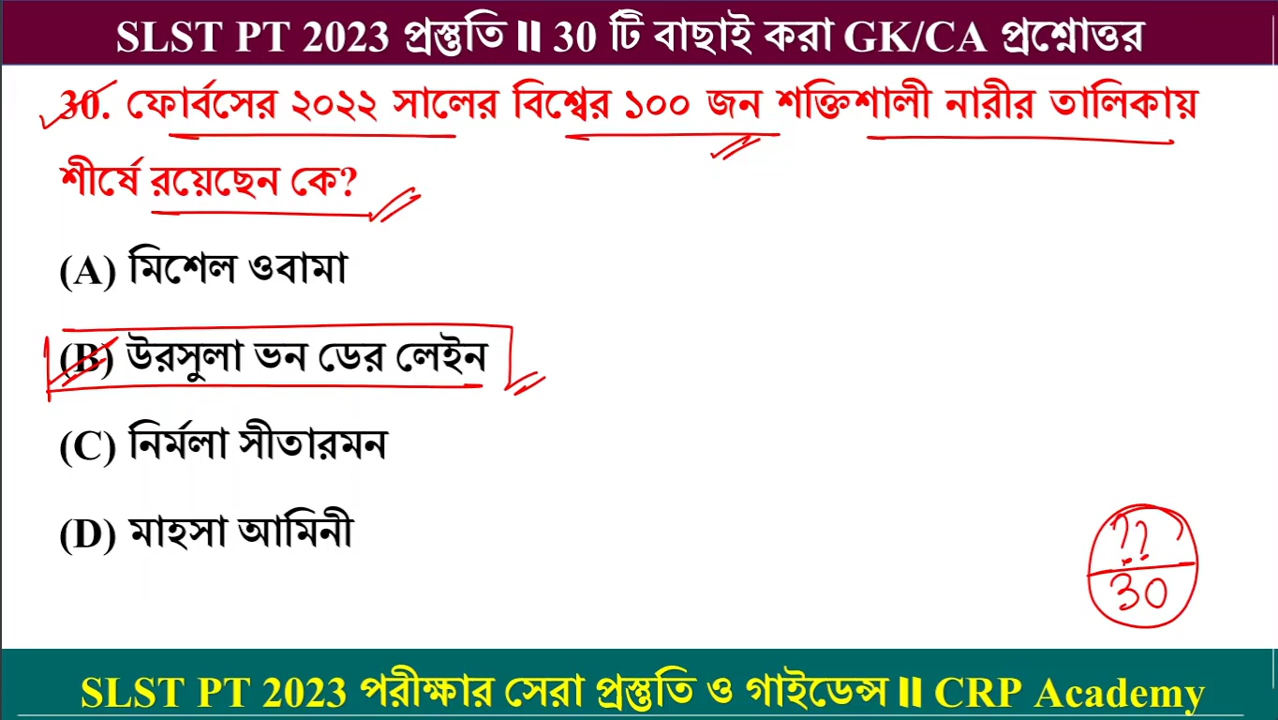 SLST PT 2023 প্রস্তুতি II 30 টি বাছাই করা GK/CA প্রশ্নোত্তর
30. ফোর্বসের ২০২২ সালের বিশ্বের ১০০ জন শক্তিশালী নারীর তালিকায়
শীর্ষে রয়েছেন কে?
(A) মিশেল ওবামা
(B) উরসুলা ভন ডের লেইন
(C) নির্মলা সীতারমন
(D) মাহসা আমিনী
???
30
SLST PT 2023 পরীক্ষার সেরা প্রস্তুতি ও গাইডেন্স II CRP Academy